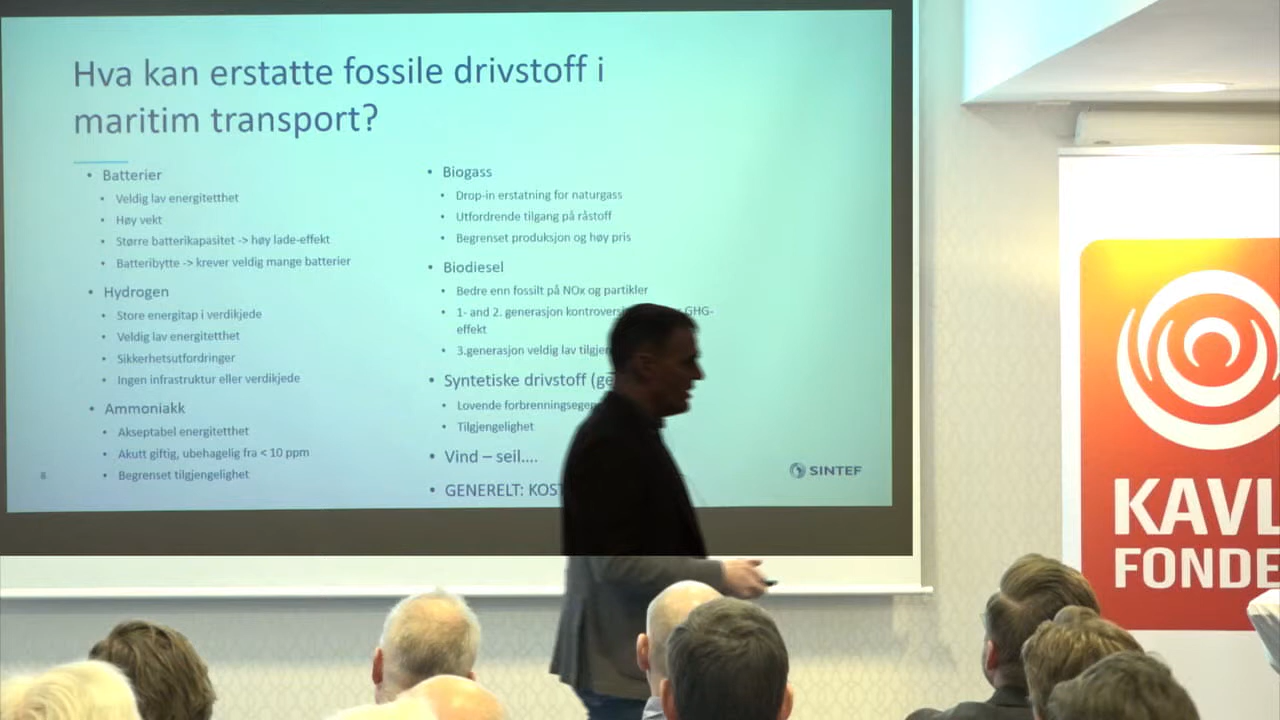 Hva kan erstatte fossile drivstoff i
maritim transport?
• Batterier
• Veldig lav energitetthet
• Høy vekt
• Større batterikapasitet -> høy lade-effekt
• Batteribytte -> krever veldig mange batterier
• Hydrogen
• Store energitap i verdikjede
• Veldig lav energitetthet
• Sikkerhetsutfordringer
• Ingen infrastruktur eller verdikjede
• Ammoniakk
• Akseptabel energitetthet
• Akutt giftig, ubehagelig fra < 10 ppm
• Begrenset tilgjengelighet
• Biogass
• Drop-in erstatning for naturgass
• Utfordrende tilgang på råstoff
• Begrenset produksjon og høy pris
• Biodiesel
• Bedre enn fossilt på NOx og partikler
• 1- and 2. generasjon GHG-
effekt
• 3.generasjon veldig lav
• Syntetiske drivstoff
• Lovende
• Tilgjengelighet
• Vind – seil....
• GENERELT:
8
SINTEF
KAVL
FONDE